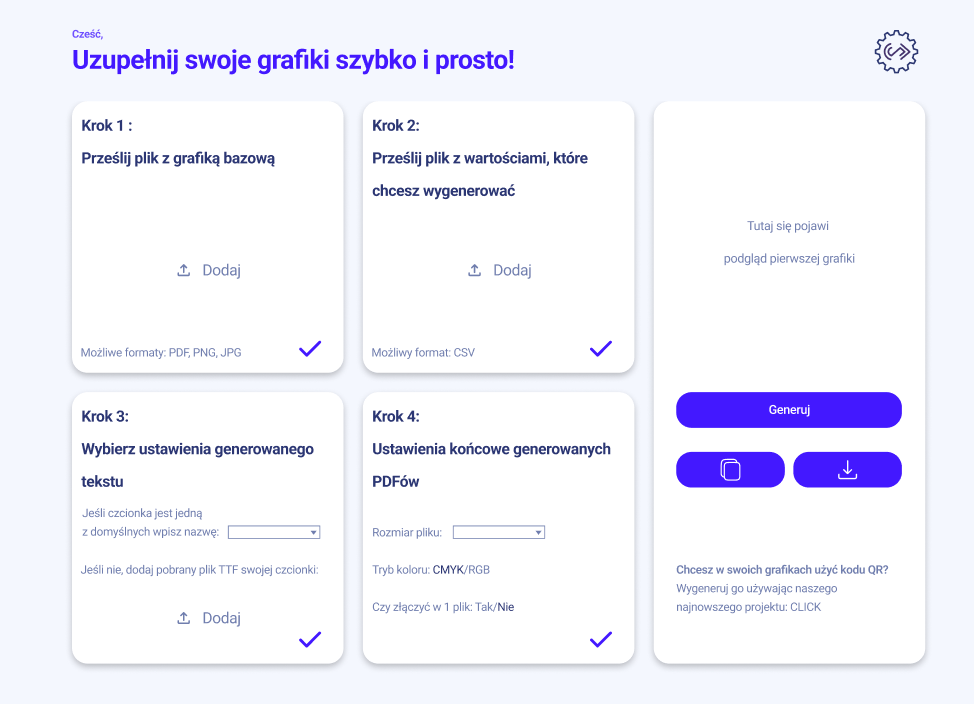 Cześć,
Uzupełnij swoje grafiki szybko i prosto!
Krok 1 :
Prześlij plik z grafiką bazową
Dodaj
Możliwe formaty: PDF, PNG, JPG
Krok 2:
Prześlij plik z wartościami, które
chcesz wygenerować
Dodaj
Możliwy format: CSV
Krok 3:
Wybierz ustawienia generowanego
tekstu
Jeśli czcionka jest jedną
z domyślnych wpisz nazwę:
Jeśli nie, dodaj pobrany plik TTF swojej czcionki:
Dodaj
Krok 4:
Ustawienia końcowe generowanych
PDFów
Rozmiar pliku:
Tryb koloru: CMYK/RGB
Czy złączyć w 1 plik: Tak/Nie
Tutaj się pojawi
podgląd pierwszej grafiki
Generuj
Chcesz w swoich grafikach użyć kodu QR?
Wygeneruj go używając naszego
najnowszego projektu: CLICK